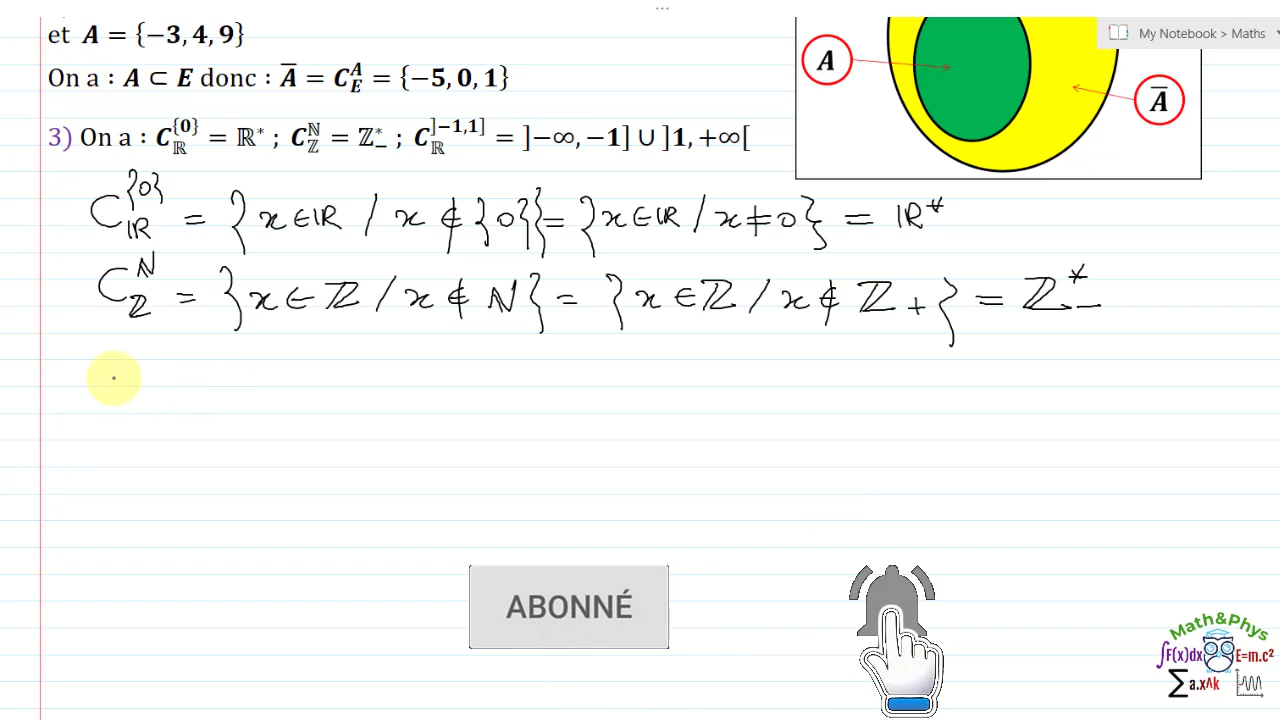 ...
et A = {−3, 4, 9}
My Notebook > Maths
A
On a : A ⊂ E donc : A̅ = C_E^A = {−5, 0, 1}
A̅
3) On a : C_ℝ^{0} = ℝ* ; C_ℤ^ℕ = ℤ*₋ ; C_ℝ^]−1,1] = ]−∞, −1] ∪ ]1, +∞[
C_ℝ^{0} = {x∈ℝ / x ∉ {0}} = {x∈ℝ / x≠0} = ℝ*
C_ℤ^ℕ = {x∈ℤ / x ∉ ℕ} = {x∈ℤ / x∉ ℤ+} = ℤ*₋
ABONNÉ
Math&Phys
∫F(x)dx E=m.c²
∑ a.x∧k